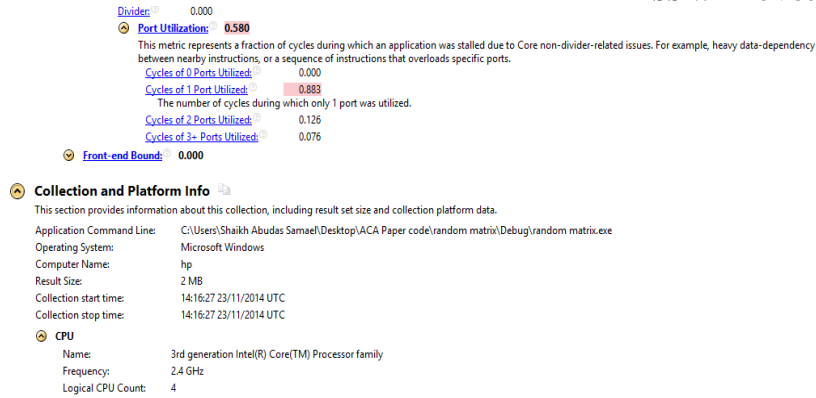 Divider: 0.000
Port Utilization: 0.580
This metric represents a fraction of cycles during which an application was stalled due to Core non-divider-related issues. For example, heavy data-dependency
between nearby instructions, or a sequence of instructions that overloads specific ports.
Cycles of 0 Ports Utilized: 0.000
Cycles of 1 Port Utilized: 0.883
The number of cycles during which only 1 port was utilized.
Cycles of 2 Ports Utilized: 0.126
Cycles of 3+ Ports Utilized: 0.076
Front-end Bound: 0.000
Collection and Platform Info
This section provides information about this collection, including result set size and collection platform data.
Application Command Line: C:\Users\Shaikh Abudas Samael\Desktop\ACA Paper code\random matrix\Debug\random matrix.exe
Operating System: Microsoft Windows
Computer Name: hp
Result Size: 2 MB
Collection start time: 14:16:27 23/11/2014 UTC
Collection stop time: 14:16:27 23/11/2014 UTC
CPU
Name: 3rd generation Intel(R) Core(TM) Processor family
Frequency: 2.4 GHz
Logical CPU Count: 4